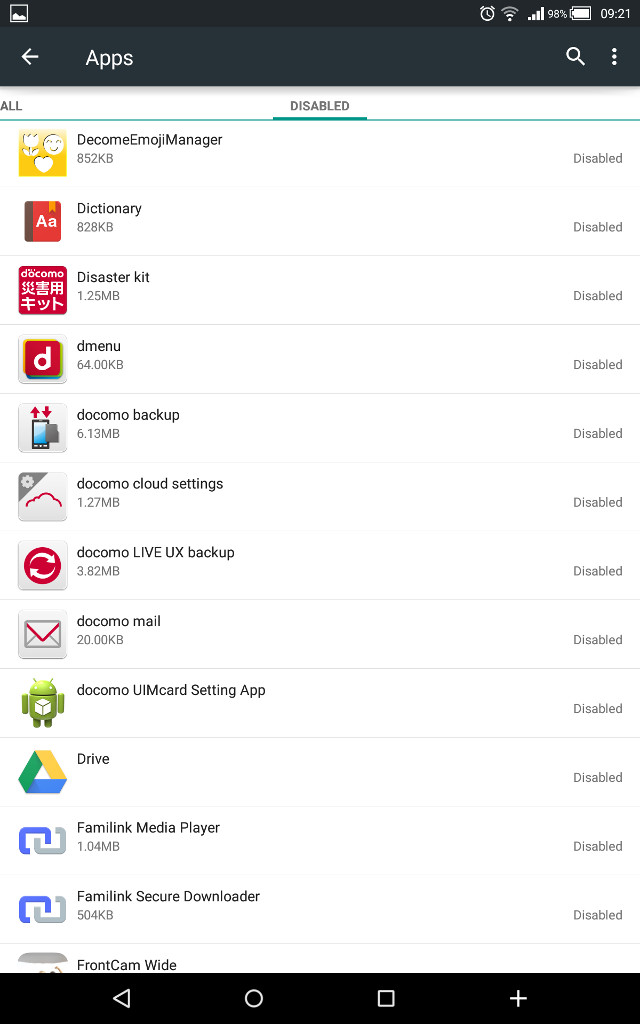 98% 09:21
Apps
ALL DISABLED
DecomeEmojiManager
852KB Disabled
Aa
Dictionary
828KB Disabled
döcomo
災害用
キット
Disaster kit
1.25MB Disabled
d
dmenu
64.00KB Disabled
docomo backup
6.13MB Disabled
docomo cloud settings
1.27MB Disabled
docomo LIVE UX backup
3.82MB Disabled
docomo mail
20.00KB Disabled
docomo UIMcard Setting App
Disabled
Drive
Disabled
Familink Media Player
1.04MB Disabled
Familink Secure Downloader
504KB Disabled
FrontCam Wide